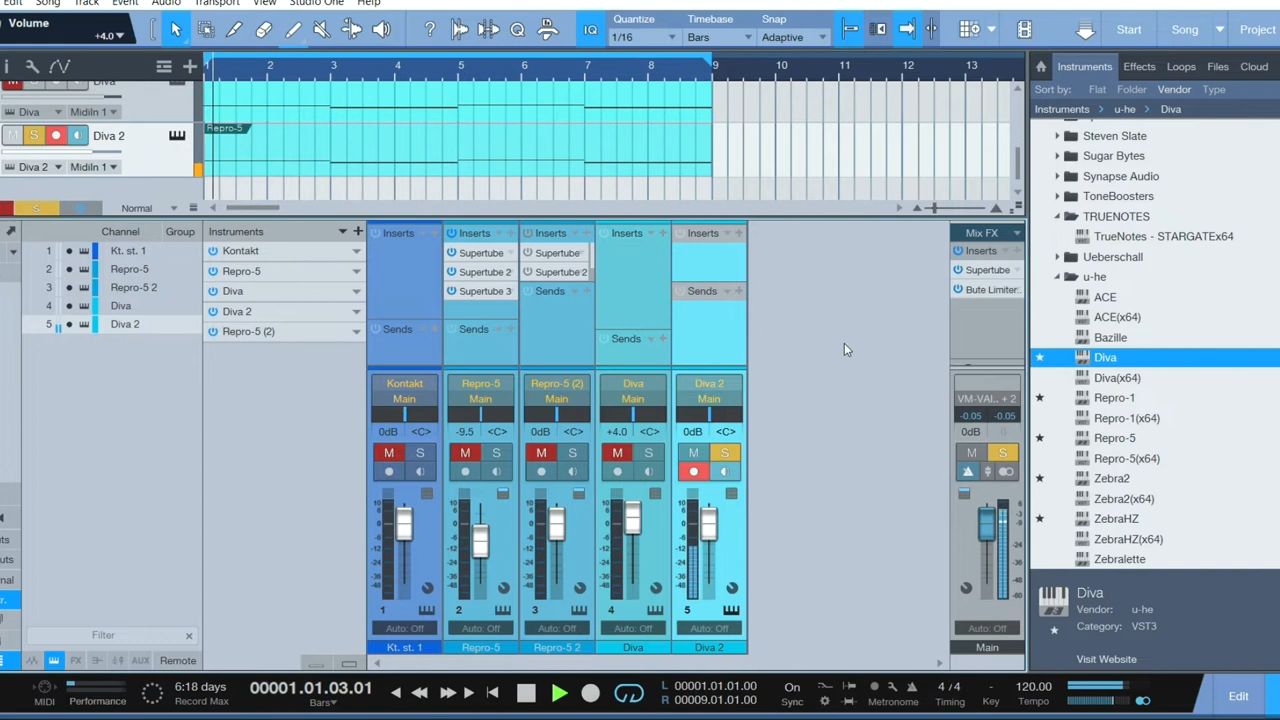 Edit Song Track Event Transport View Studio One Help
Volume
+4.0
IQ
Quantize
1/16
Timebase
Bars
Snap
Adaptive
Start
Song
Project
2 3 4 5 6 7 8 9 10 11 12 13
Diva MidiIn 1
M S Diva 2
Diva 2 MidiIn 1
Repro-5
S Normal
Instruments Effects Loops Files Cloud
Sort by: Flat Folder Vendor Type
Instruments u-he Diva
Steven Slate
Sugar Bytes
Synapse Audio
ToneBoosters
TRUENOTES
TrueNotes - STARGATEx64
Ueberschall
u-he
ACE
ACE(x64)
Bazille
Diva
Diva(x64)
Repro-1
Repro-1(x64)
Repro-5
Repro-5(x64)
Zebra2
Zebra2(x64)
ZebraHZ
ZebraHZ(x64)
Zebralette
Diva
Vendor: u-he
Category: VST3
Visit Website
Channel Group
1 Kt. st. 1
2 Repro-5
3 Repro-5 2
4 Diva
5 Diva 2
Filter
FX AUX Remote
Instruments
Kontakt
Repro-5
Diva
Diva 2
Repro-5 (2)
Inserts Inserts Inserts Inserts Inserts
Supertube Supertube
Supertube 2 Supertube 2
Supertube 3 Sends Sends
Sends Sends Sends
Kontakt Repro-5 Repro-5 (2) Diva Diva 2
Main Main Main Main Main
0dB <C> -9.5 <C> 0dB <C> +4.0 <C> 0dB <C>
M S M S M S M S M S
1 2 3 4 5
Auto: Off Auto: Off Auto: Off Auto: Off Auto: Off
Kt. st. 1 Repro-5 Repro-5 2 Diva Diva 2
Mix FX
Inserts
Supertube
Bute Limiter
Main
VM-VAI.. + 2
-0.05 -0.05
0dB 0
M S
Auto: Off
Main
MIDI
Performance
6:18 days
Record Max
00001.01.03.01
Bars
L 00001.01.01.00
R 00009.01.01.00
On
Sync
Metronome
4 / 4
Timing
-
Key
120.00
Tempo
Edit